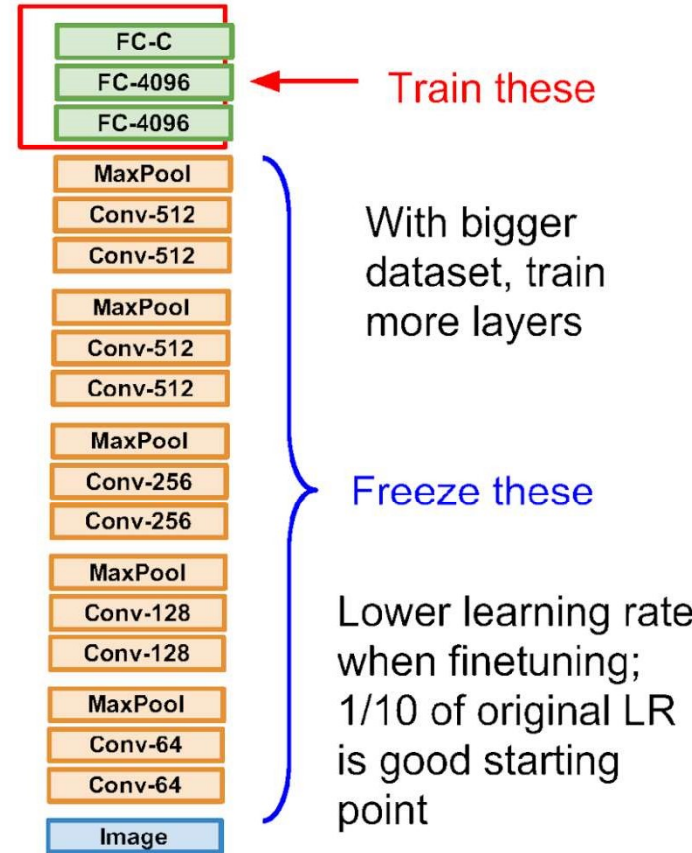 FC-C
FC-4096
FC-4096
Train these
MaxPool
Conv-512
Conv-512
MaxPool
Conv-512
Conv-512
MaxPool
Conv-256
Conv-256
MaxPool
Conv-128
Conv-128
MaxPool
Conv-64
Conv-64
Image
With bigger
dataset, train
more layers
Freeze these
Lower learning rate
when finetuning;
1/10 of original LR
is good starting
point